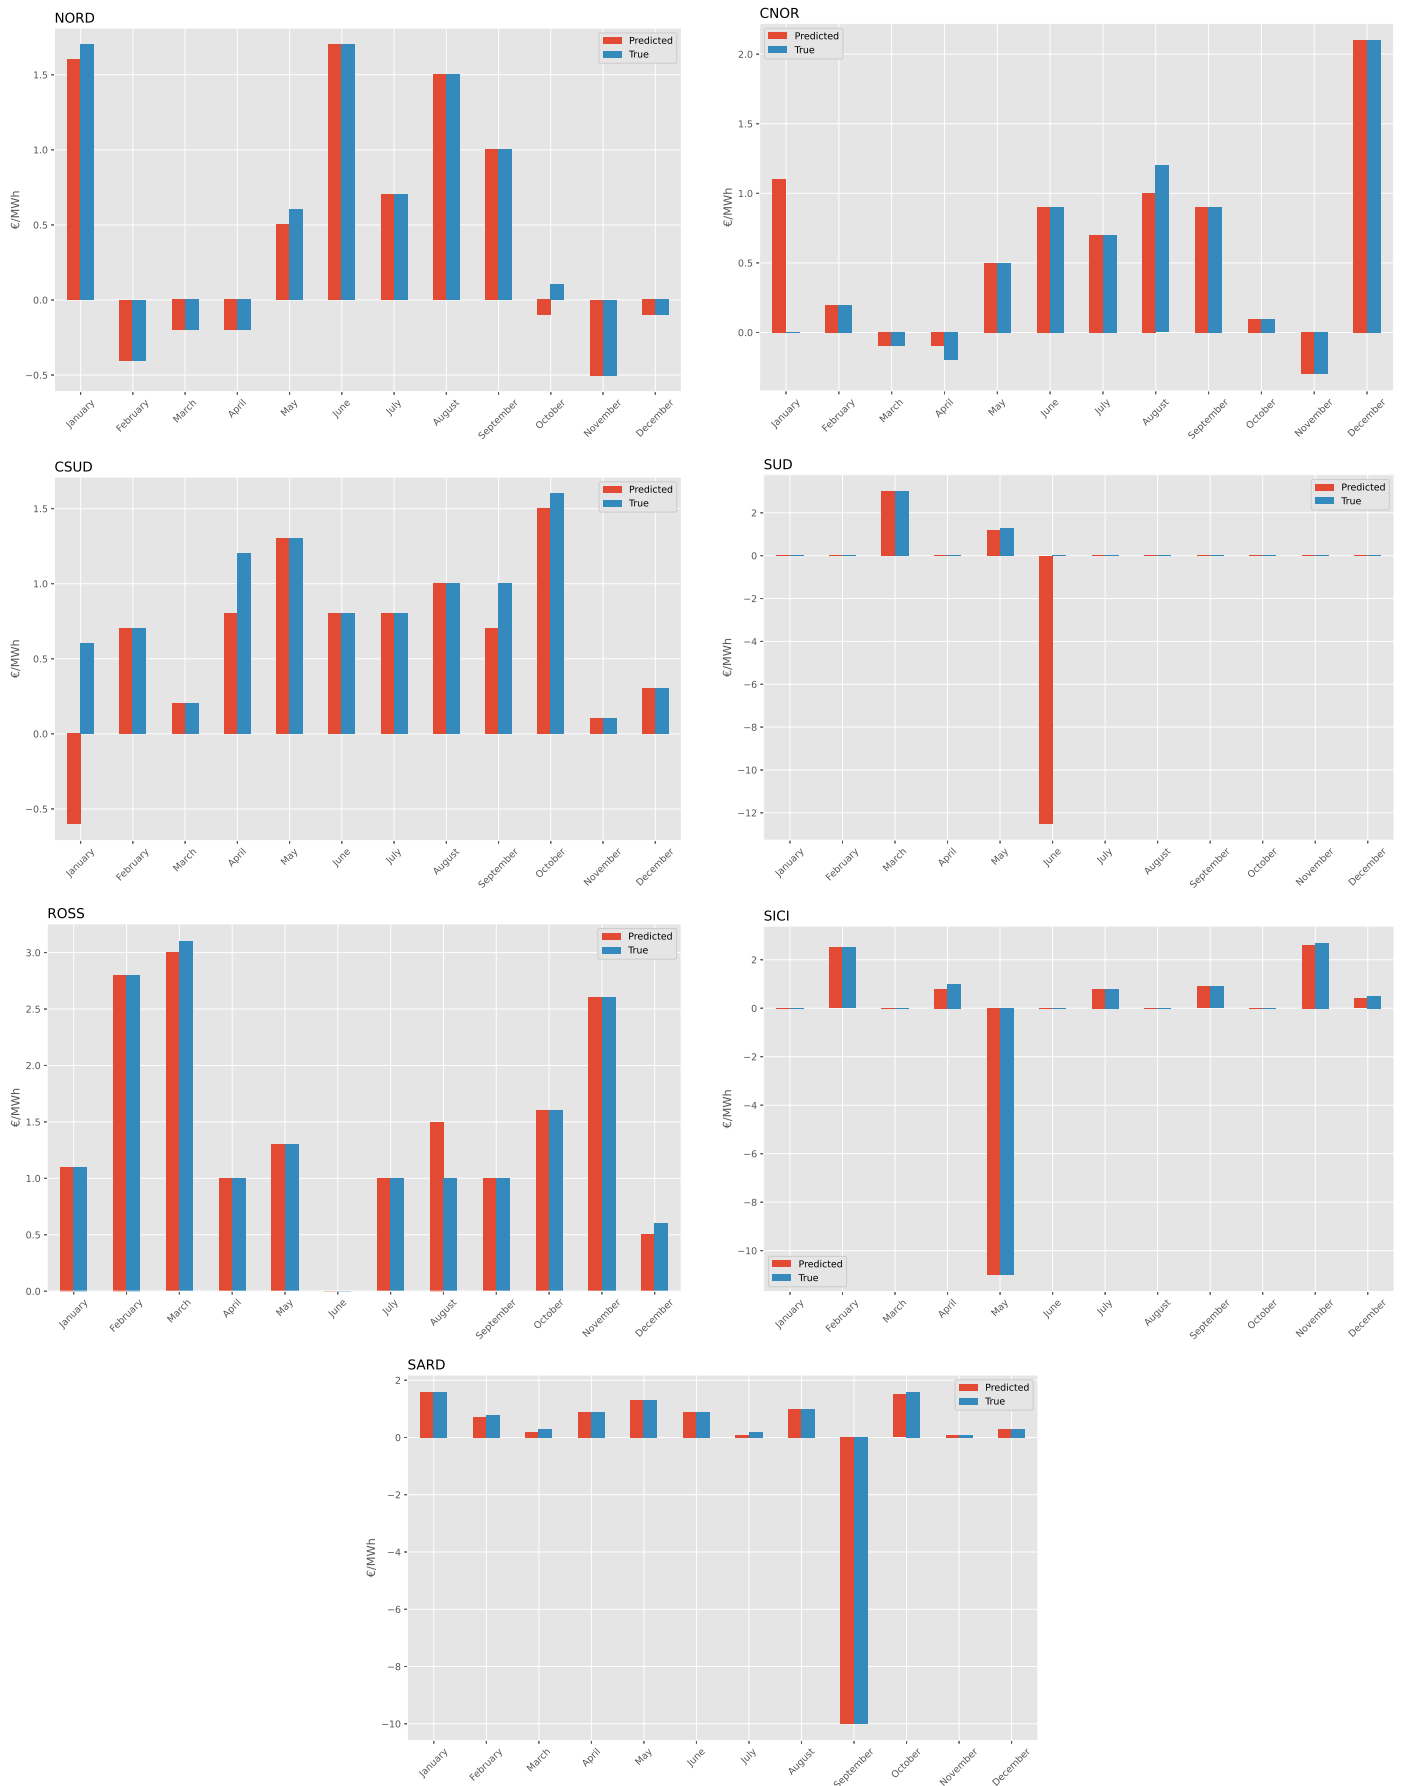 NORD
Predicted
True
€/MWh
1.5
1.0
0.5
0.0
−0.5
January
February
March
April
May
June
July
August
September
October
November
December
CNOR
Predicted
True
€/MWh
2.0
1.5
1.0
0.5
0.0
January
February
March
April
May
June
July
August
September
October
November
December
CSUD
Predicted
True
€/MWh
1.5
1.0
0.5
0.0
−0.5
January
February
March
April
May
June
July
August
September
October
November
December
SUD
Predicted
True
€/MWh
2
0
−2
−4
−6
−8
−10
−12
January
February
March
April
May
June
July
August
September
October
November
December
ROSS
Predicted
True
€/MWh
3.0
2.5
2.0
1.5
1.0
0.5
0.0
January
February
March
April
May
June
July
August
September
October
November
December
SICI
2
0
−2
−4
−6
−8
−10
€/MWh
Predicted
True
January
February
March
April
May
June
July
August
September
October
November
December
SARD
Predicted
True
€/MWh
2
0
−2
−4
−6
−8
−10
January
February
March
April
May
June
July
August
September
October
November
December